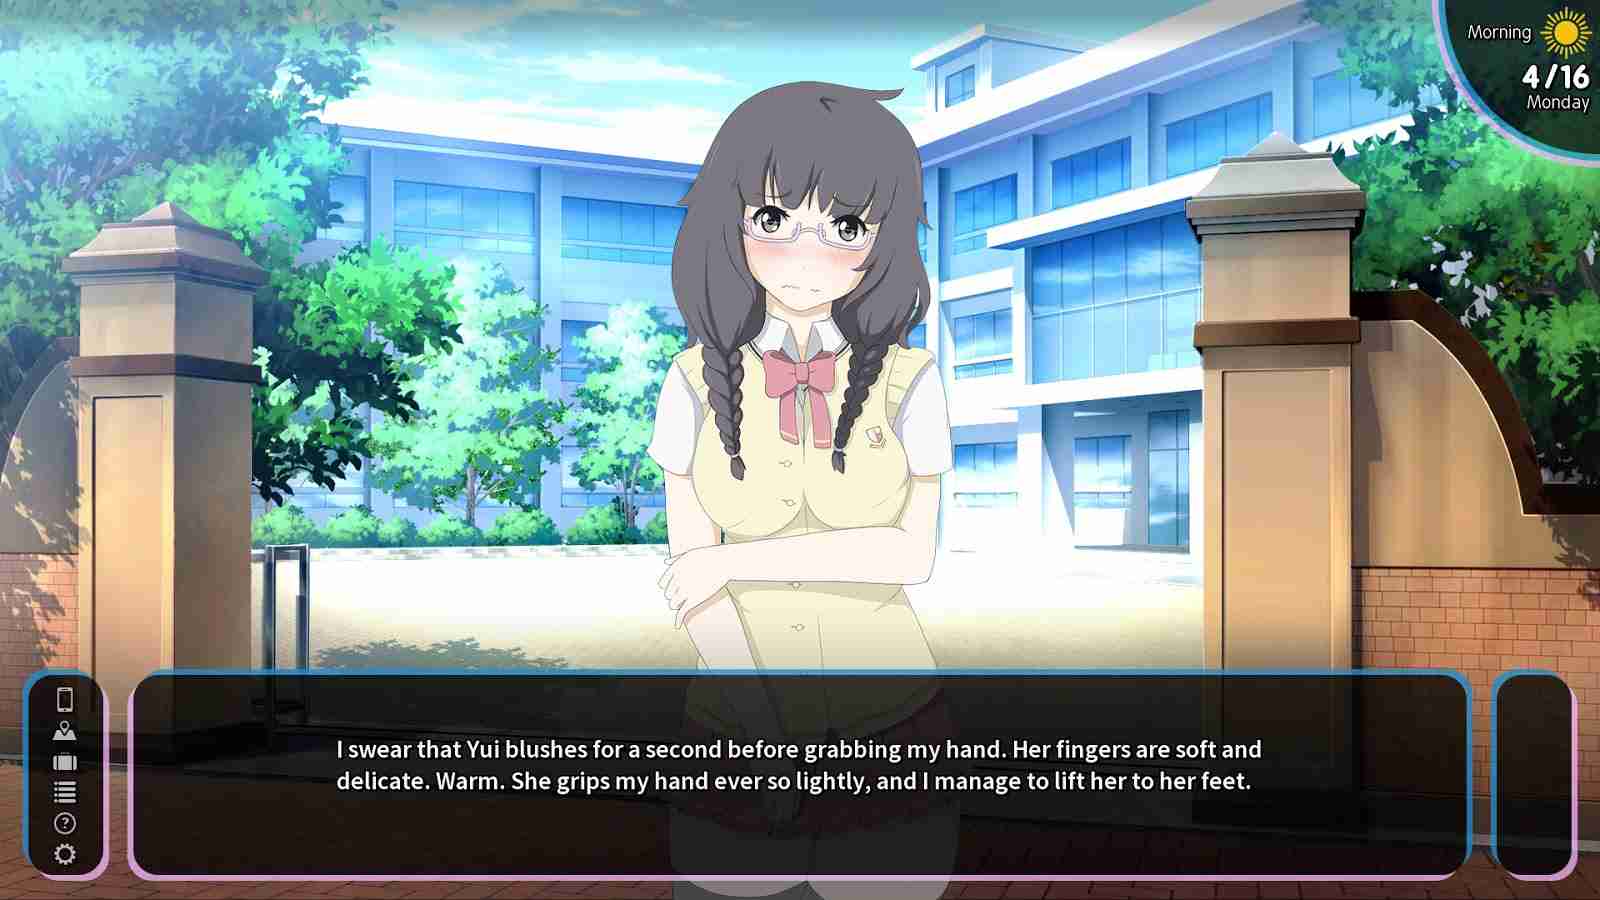 Morning
4/16
Monday
I swear that Yui blushes for a second before grabbing my hand. Her fingers are soft and
delicate. Warm. She grips my hand ever so lightly, and I manage to lift her to her feet.